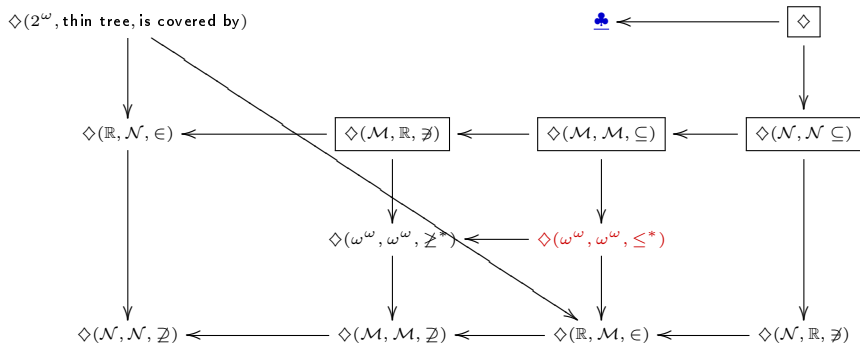 ♢(2^ω, thin tree, is covered by) ♣ ♢
♢(ℝ, 𝒩, ∈) ♢(ℳ, ℝ, ∌) ♢(ℳ, ℳ, ⊆) ♢(𝒩, 𝒩 ⊆)
♢(ω^ω, ω^ω, ≱*) ♢(ω^ω, ω^ω, ≤*)
♢(𝒩, 𝒩, ⊉) ♢(ℳ, ℳ, ⊉) ♢(ℝ, ℳ, ∈) ♢(𝒩, ℝ, ∌)